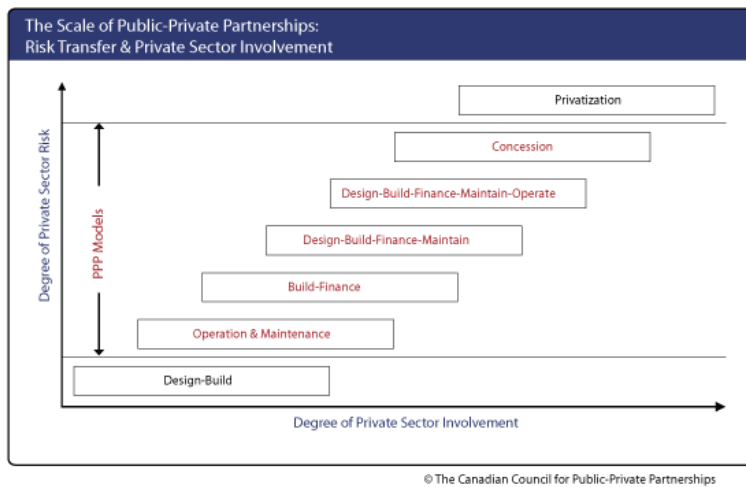 The Scale of Public-Private Partnerships:
Risk Transfer & Private Sector Involvement
Privatization
Concession
Design-Build-Finance-Maintain-Operate
Design-Build-Finance-Maintain
Build-Finance
Operation & Maintenance
Design-Build
PPP Models
Degree of Private Sector Risk
Degree of Private Sector Involvement
© The Canadian Council for Public-Private Partnerships